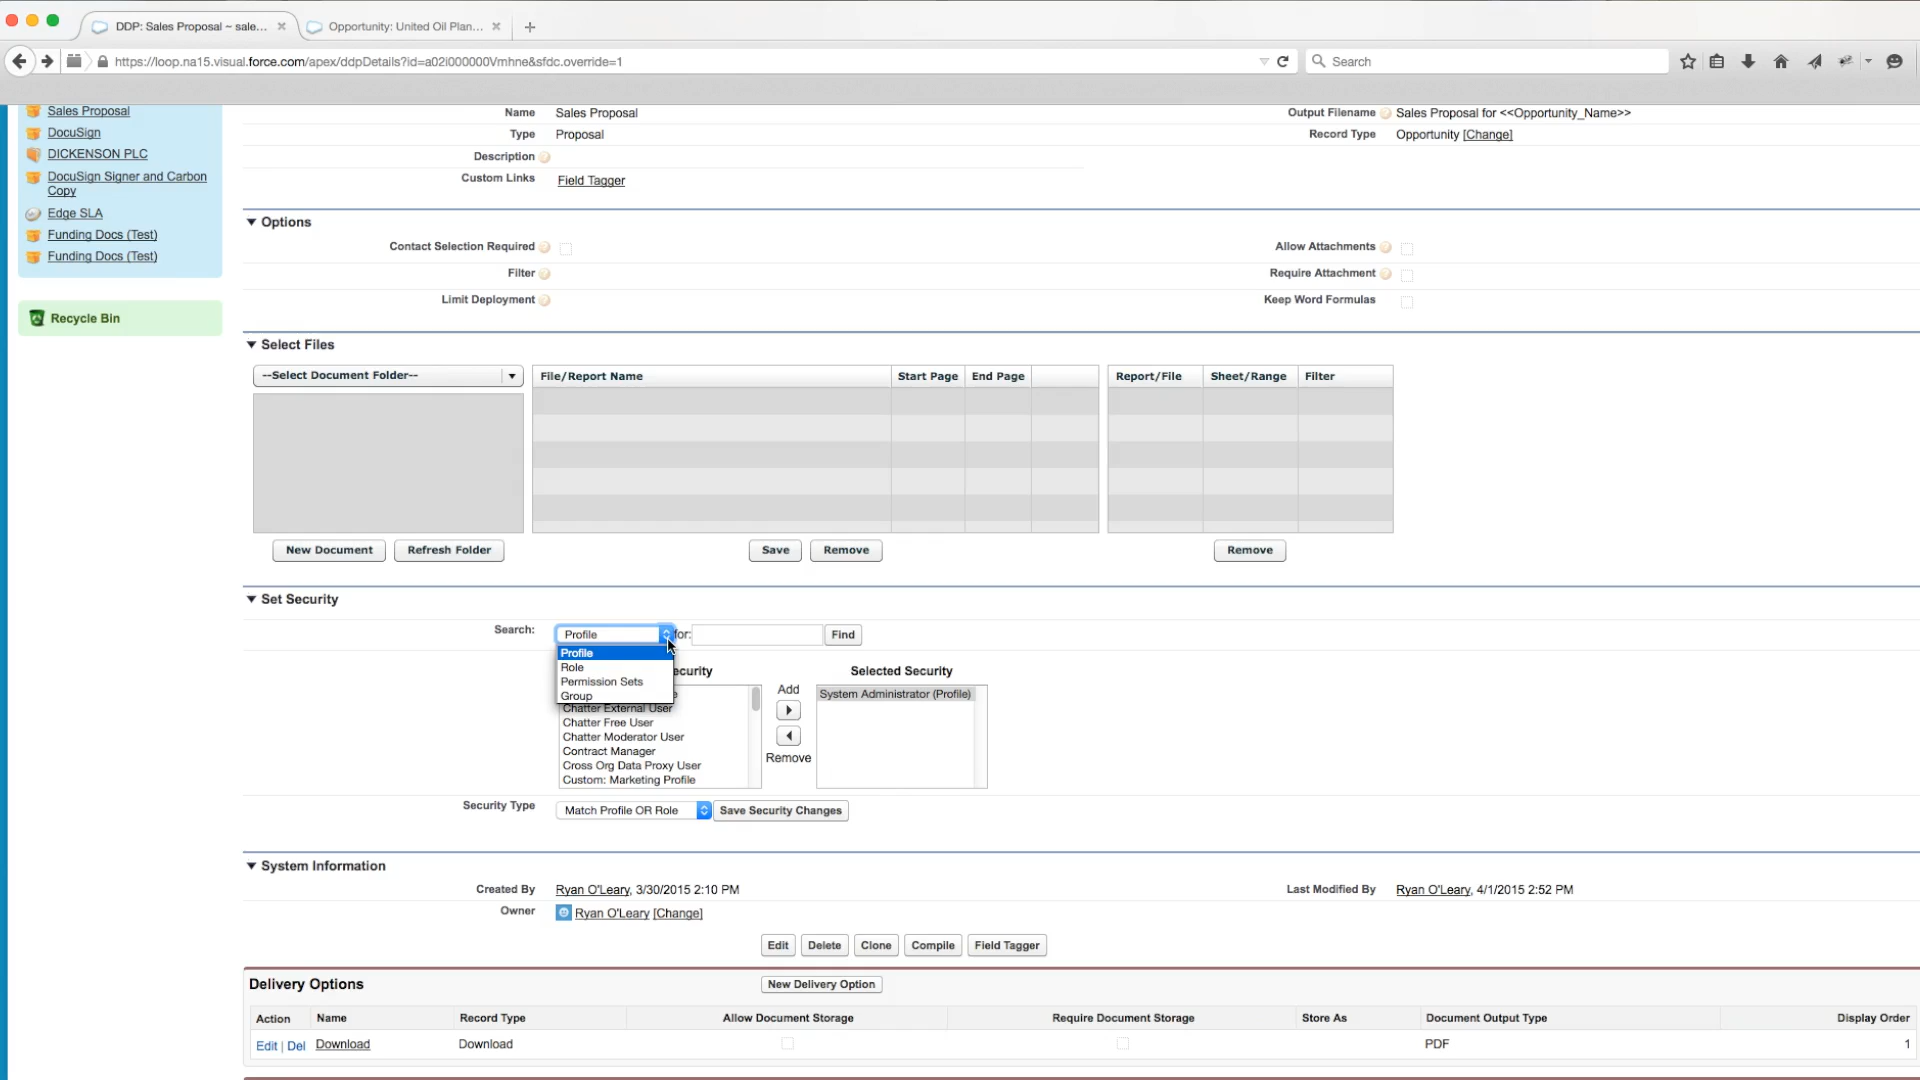 DDP: Sales Proposal ~ sale...
Opportunity: United Oil Plan...
https://loop.na15.visual.force.com/apex/ddpDetails?id=a02i000000Vmhne&sfdc.override=1
Search
Sales Proposal
DocuSign
DICKENSON PLC
DocuSign Signer and Carbon
Copy
Edge SLA
Funding Docs (Test)
Funding Docs (Test)
Recycle Bin
Name Sales Proposal
Output Filename Sales Proposal for <<Opportunity_Name>>
Type Proposal
Record Type Opportunity [Change]
Description
Custom Links Field Tagger
Options
Contact Selection Required
Allow Attachments
Filter
Require Attachment
Limit Deployment
Keep Word Formulas
Select Files
--Select Document Folder--
File/Report Name Start Page End Page
Report/File Sheet/Range Filter
New Document Refresh Folder
Save Remove
Remove
Set Security
Search: Profile for: Find
Profile
Role
Permission Sets
Group
ecurity
Chatter External User
Chatter Free User
Chatter Moderator User
Contract Manager
Cross Org Data Proxy User
Custom: Marketing Profile
Add
Remove
Selected Security
System Administrator (Profile)
Security Type Match Profile OR Role Save Security Changes
System Information
Created By Ryan O'Leary, 3/30/2015 2:10 PM
Last Modified By Ryan O'Leary, 4/1/2015 2:52 PM
Owner Ryan O'Leary [Change]
Edit Delete Clone Compile Field Tagger
Delivery Options New Delivery Option
Action Name Record Type Allow Document Storage Require Document Storage Store As Document Output Type Display Order
Edit | Del Download Download PDF 1